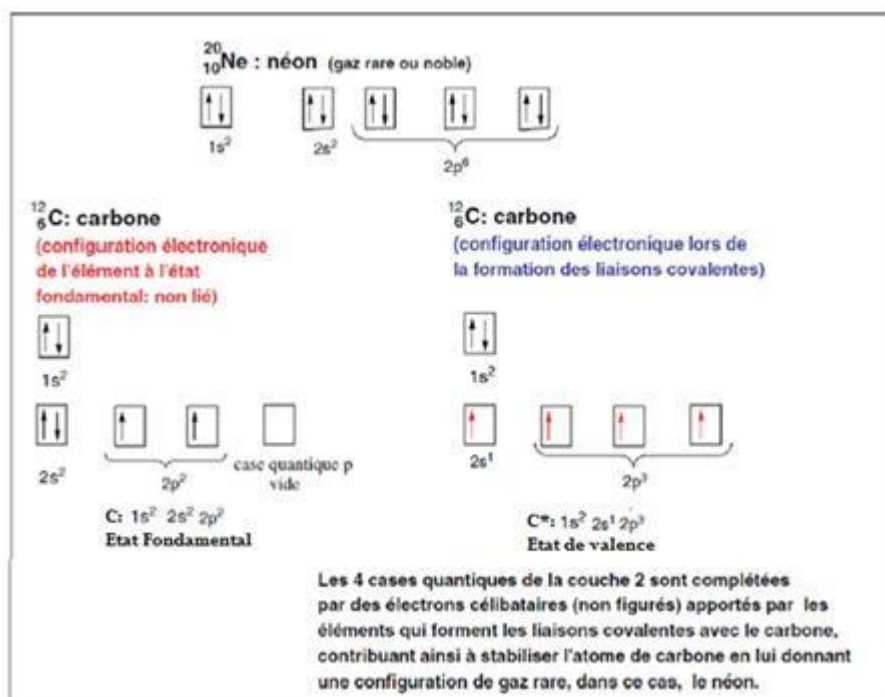 20
10 Ne : néon (gaz rare ou noble)
1s² 2s² 2p⁶
12
6 C: carbone
(configuration électronique
de l'élément à l'état
fondamental: non lié)
1s²
2s² 2p² case quantique p
vide
C: 1s² 2s² 2p²
Etat Fondamental
12
6 C: carbone
(configuration électronique lors de
la formation des liaisons covalentes)
1s²
2s¹ 2p³
C*: 1s² 2s¹ 2p³
Etat de valence
Les 4 cases quantiques de la couche 2 sont complétées
par des électrons célibataires (non figurés) apportés par les
éléments qui forment les liaisons covalentes avec le carbone,
contribuant ainsi à stabiliser l'atome de carbone en lui donnant
une configuration de gaz rare, dans ce cas, le néon.